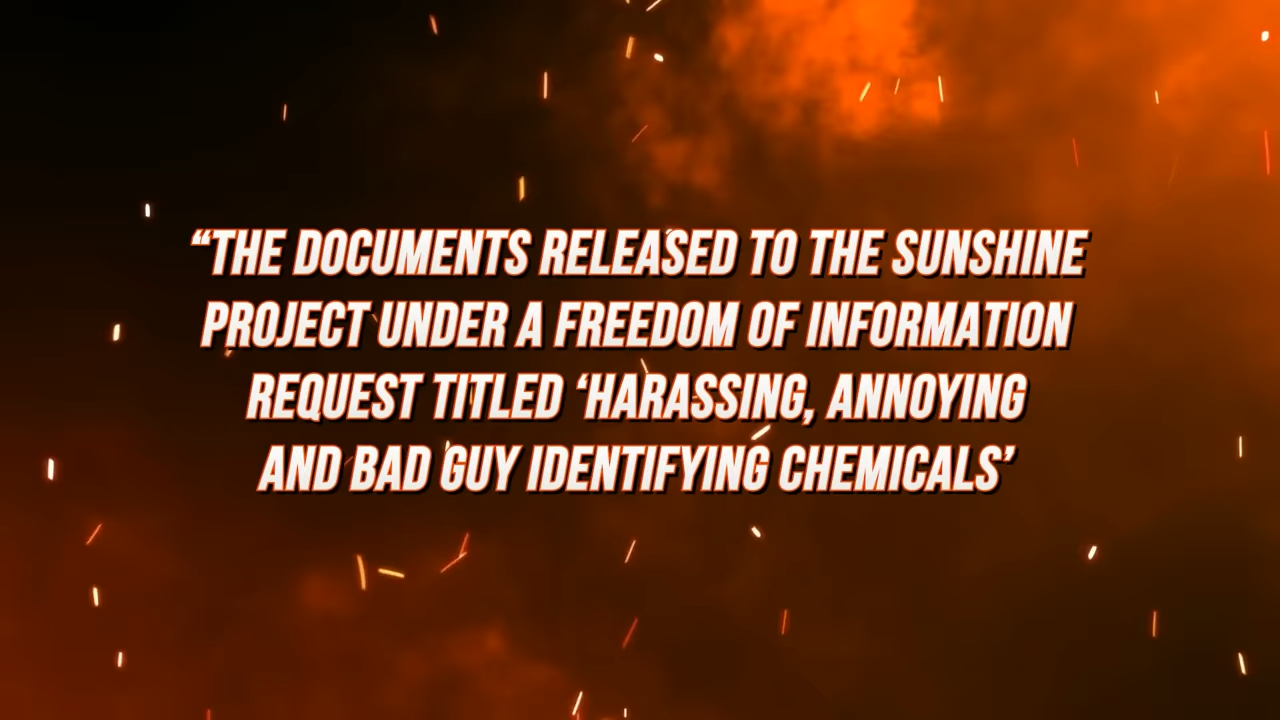 “THE DOCUMENTS RELEASED TO THE SUNSHINE
PROJECT UNDER A FREEDOM OF INFORMATION
REQUEST TITLED ‘HARASSING, ANNOYING
AND BAD GUY IDENTIFYING CHEMICALS’